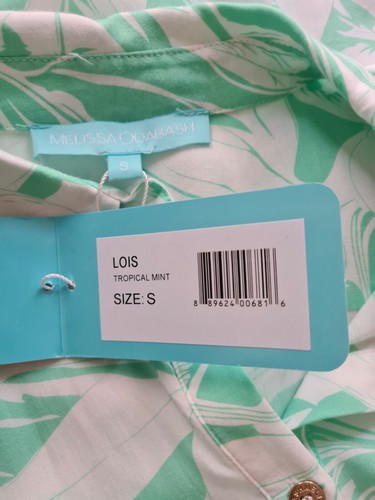 MELISSA ODABASH
S
LOIS
TROPICAL MINT
SIZE: S
8 89624 00681 6